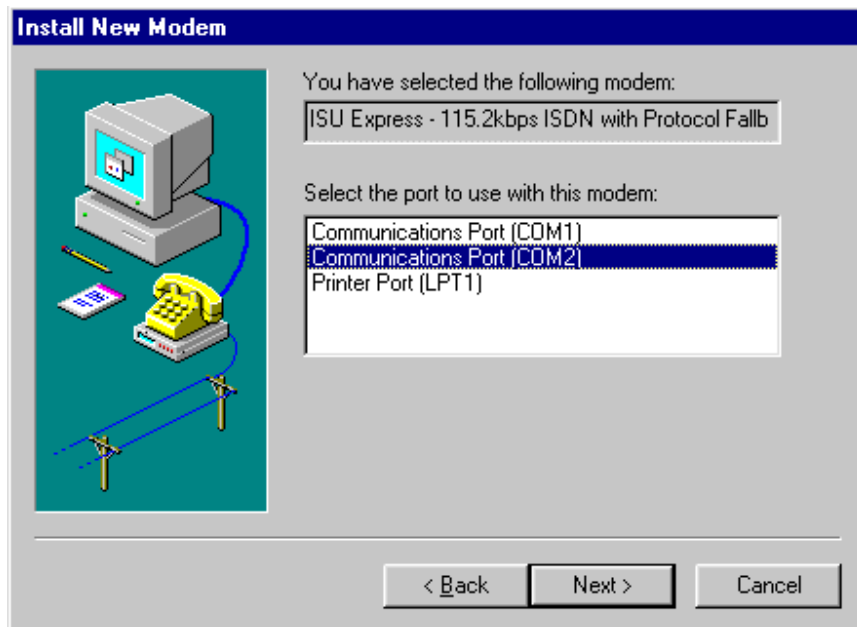 Install New Modem
You have selected the following modem:
ISU Express - 115.2kbps ISDN with Protocol Fallb
Select the port to use with this modem:
Communications Port (COM1)
Communications Port (COM2)
Printer Port (LPT1)
< Back
Next >
Cancel